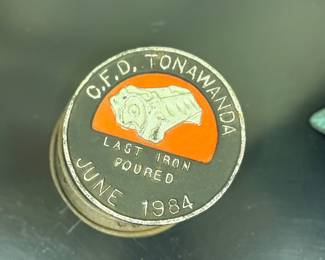 C.F.D. TONAWANDA
LAST IRON
POURED
JUNE 1984